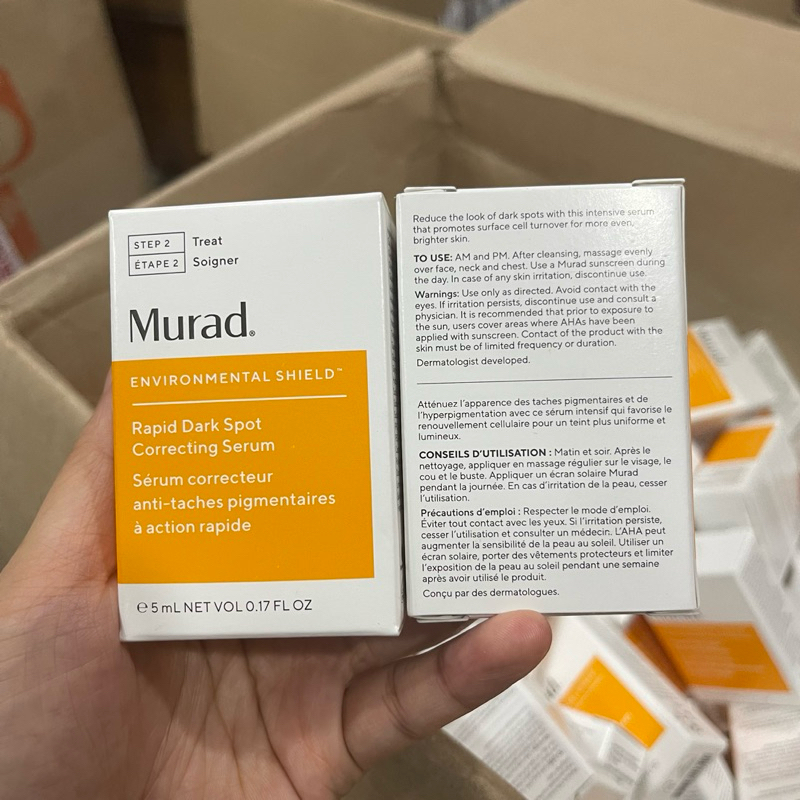 STEP 2 Treat
ÉTAPE 2 Soigner
Murad®
ENVIRONMENTAL SHIELD™
Rapid Dark Spot
Correcting Serum
Sérum correcteur
anti-taches pigmentaires
à action rapide
℮ 5 mL NET VOL 0.17 FL OZ
Reduce the look of dark spots with this intensive serum
that promotes surface cell turnover for more even,
brighter skin.
TO USE: AM and PM. After cleansing, massage evenly
over face, neck and chest. Use a Murad sunscreen during
the day. In case of any skin irritation, discontinue use.
Warnings: Use only as directed. Avoid contact with the
eyes. If irritation persists, discontinue use and consult a
physician. It is recommended that prior to exposure to
the sun, users cover areas where AHAs have been
applied with sunscreen. Contact of the product with the
skin must be of limited frequency or duration.
Dermatologist developed.
Atténuez l'apparence des taches pigmentaires et de
l'hyperpigmentation avec ce sérum intensif qui favorise le
renouvellement cellulaire pour un teint plus uniforme et
lumineux.
CONSEILS D'UTILISATION : Matin et soir. Après le
nettoyage, appliquer en massage régulier sur le visage, le
cou et le buste. Appliquer un écran solaire Murad
pendant la journée. En cas d'irritation de la peau, cesser
l'utilisation.
Précautions d'emploi : Respecter le mode d'emploi.
Éviter tout contact avec les yeux. Si l'irritation persiste,
cesser l'utilisation et consulter un médecin. L'AHA peut
augmenter la sensibilité de la peau au soleil. Utiliser un
écran solaire, porter des vêtements protecteurs et limiter
l'exposition de la peau au soleil pendant une semaine
après avoir utilisé le produit.
Conçu par des dermatologues.